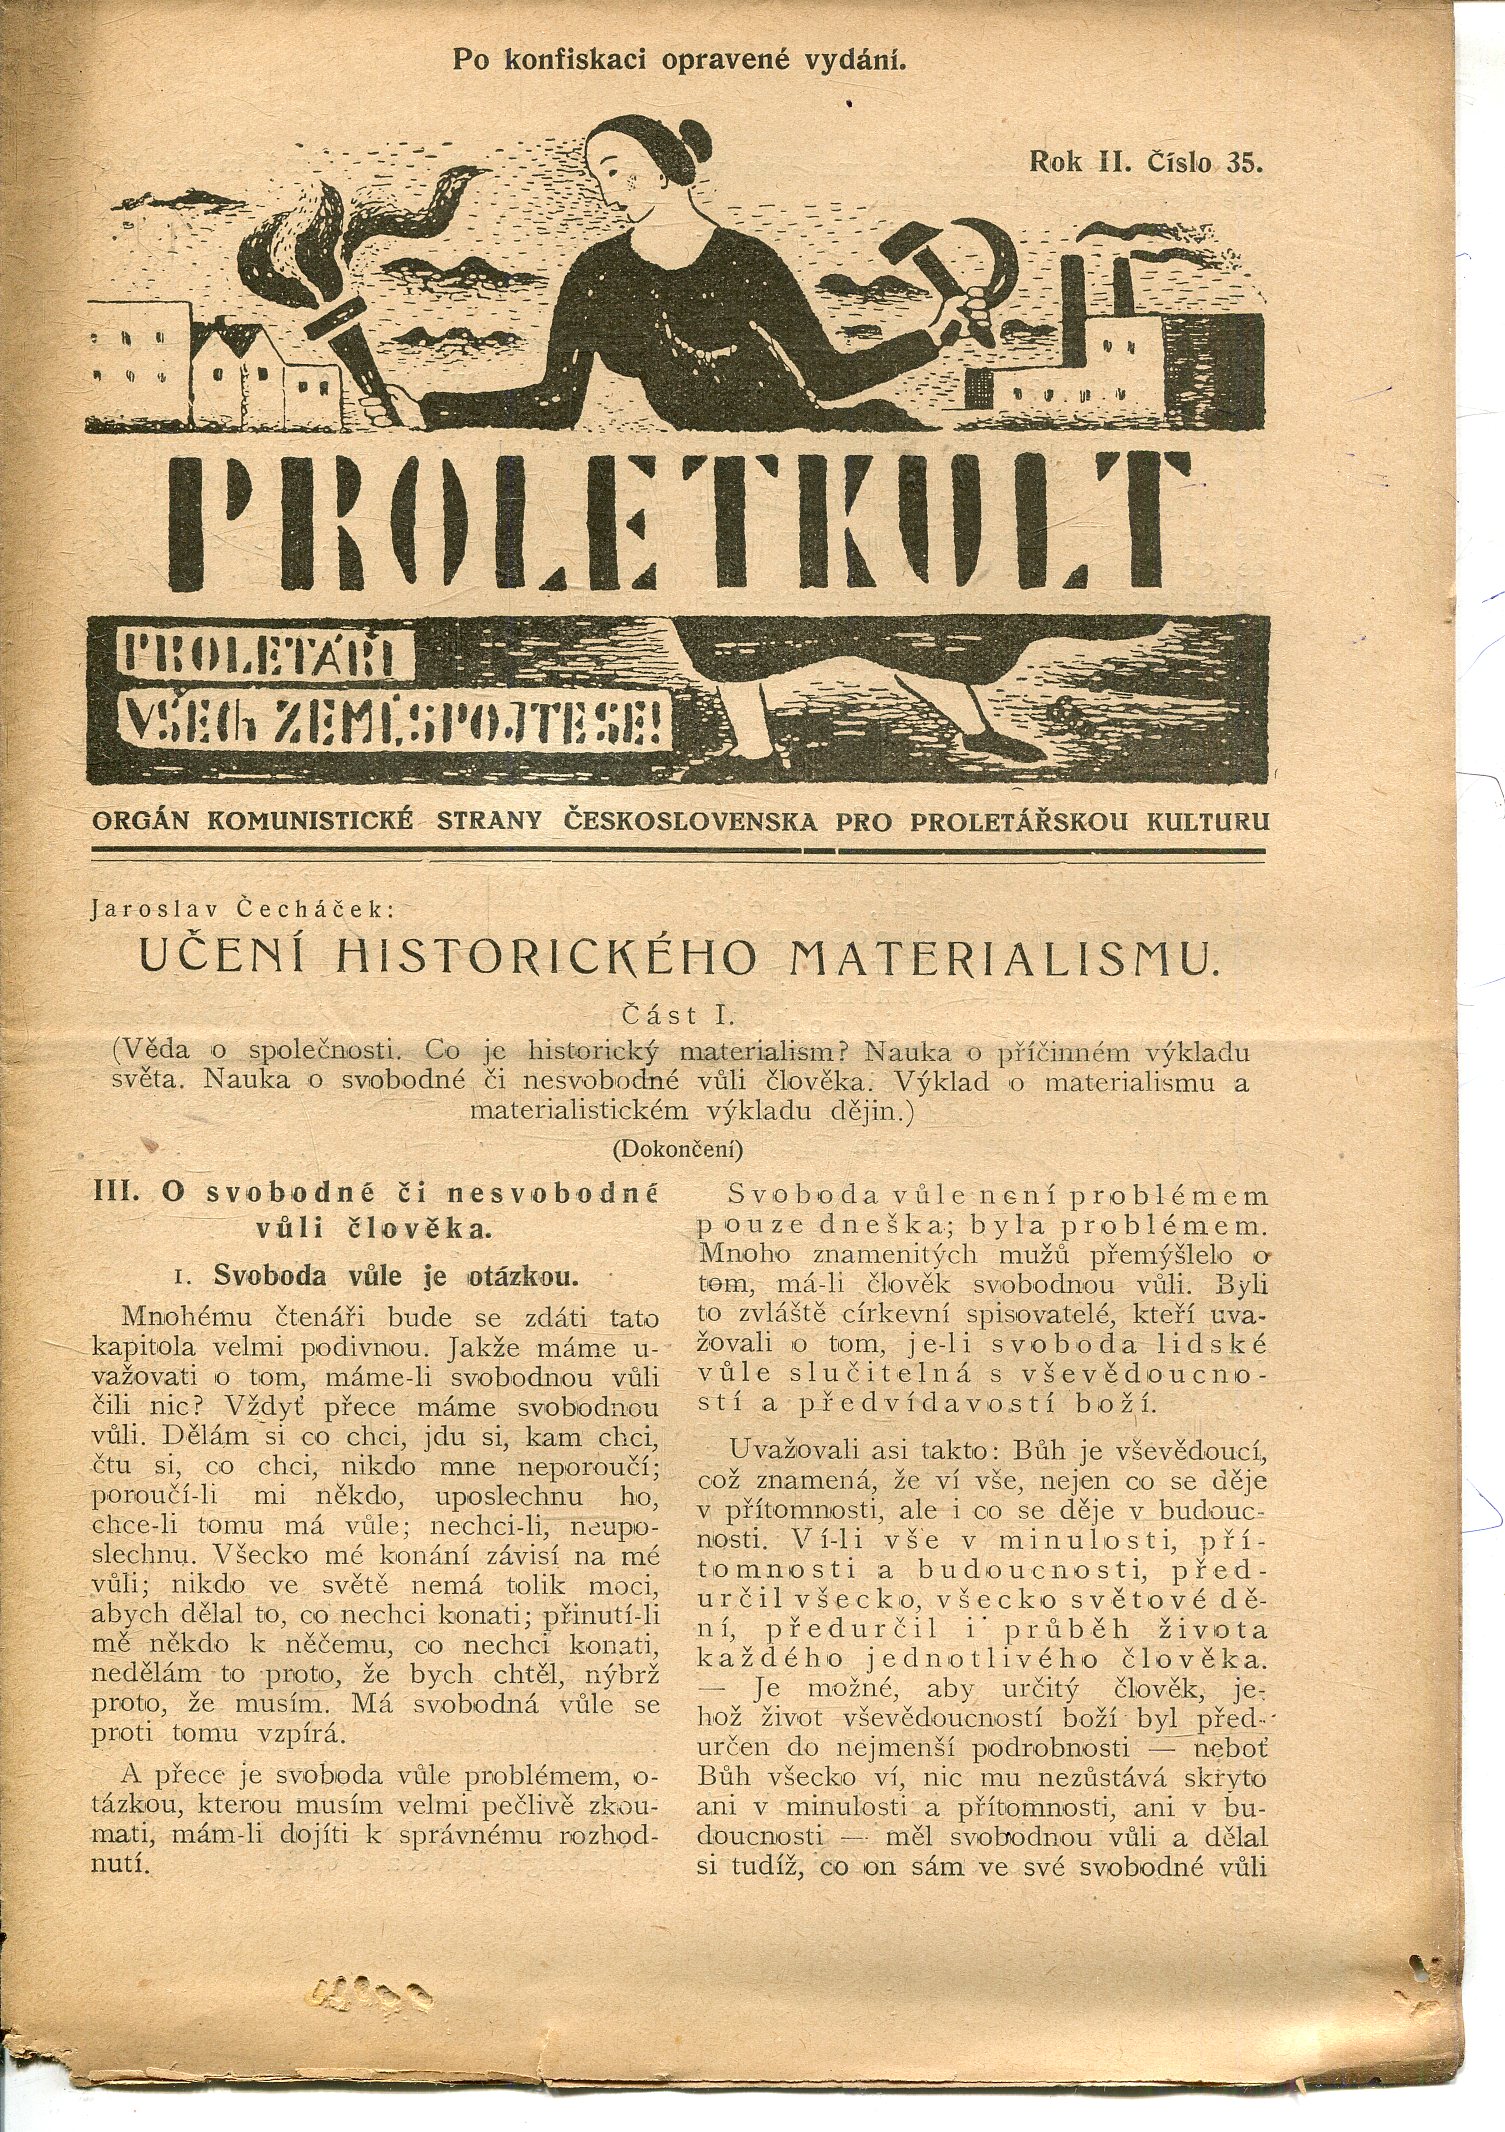 Po konfiskaci opravené vydání.
Rok II. Číslo 35.
PROLETKULT
PROLETÁŘI
VŠECh ZEMÍ, SPOJTE SE!
ORGÁN KOMUNISTICKÉ STRANY ČESKOSLOVENSKA PRO PROLETÁŘSKOU KULTURU
Jaroslav Čecháček:
UČENÍ HISTORICKÉHO MATERIALISMU.
Část I.
(Věda o společnosti. Co je historický materialism? Nauka o příčinném výkladu
světa. Nauka o svobodné či nesvobodné vůli člověka. Výklad o materialismu a
materialistickém výkladu dějin.)
(Dokončení)
III. O svobodné či nesvobodné
vůli člověka.
1. Svoboda vůle je otázkou.
Mnohému čtenáři bude se zdáti tato
kapitola velmi podivnou. Jakže máme u-
važovati o tom, máme-li svobodnou vůli
čili nic? Vždyť přece máme svobodnou
vůli. Dělám si co chci, jdu si, kam chci,
čtu si, co chci, nikdo mne neporoučí;
poroučí-li mi někdo, uposlechnu ho,
chce-li tomu má vůle; nechci-li, neupo-
slechnu. Všecko mé konání závisí na mé
vůli; nikdo ve světě nemá tolik moci,
abych dělal to, co nechci konati; přinutí-li
mě někdo k něčemu, co nechci konati,
nedělám to proto, že bych chtěl, nýbrž
proto, že musím. Má svobodná vůle se
proti tomu vzpírá.
A přece je svoboda vůle problémem, o-
tázkou, kterou musím velmi pečlivě zkou-
mati, mám-li dojíti k správnému rozhod-
nutí.
Svoboda vůle není problémem
pouze dneška; byla problémem.
Mnoho znamenitých mužů přemýšlelo o
tom, má-li člověk svobodnou vůli. Byli
to zvláště církevní spisovatelé, kteří uva-
žovali o tom, je-li svoboda lidské
vůle slučitelná s vševědoucno-
stí a předvídavostí boží.
Uvažovali asi takto: Bůh je vševědoucí,
což znamená, že ví vše, nejen co se děje
v přítomnosti, ale i co se děje v budouc-
nosti. Ví-li vše v minulosti, pří-
tomnosti a budoucnosti, před-
určil všecko, všecko světové dě-
ní, předurčil i průběh života
každého jednotlivého člověka.
— Je možné, aby určitý člověk, je-
hož život vševědoucností boží byl před-
určen do nejmenší podrobnosti — neboť
Bůh všecko ví, nic mu nezůstává skryto
ani v minulosti a přítomnosti, ani v bu-
doucnosti — měl svobodnou vůli a dělal
si tudíž, co on sám ve své svobodné vůli